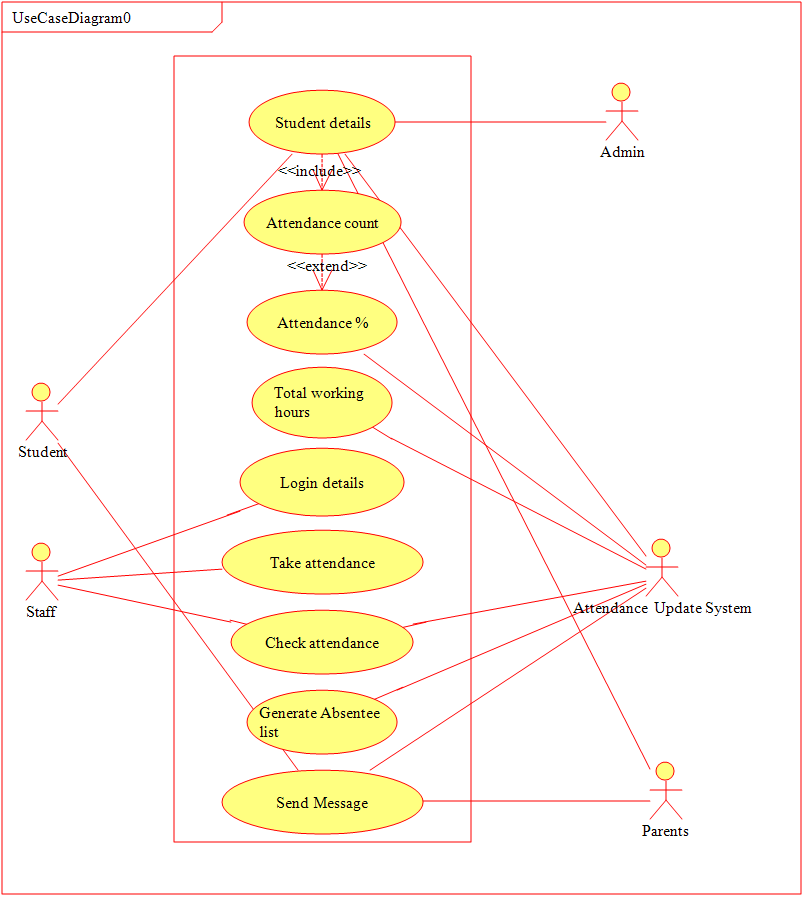 UseCaseDiagram0
Student details
Admin
<<include>>
Attendance count
<<extend>>
Attendance %
Total working
hours
Student
Login details
Take attendance
Staff
Attendance Update System
Check attendance
Generate Absentee
list
Send Message
Parents